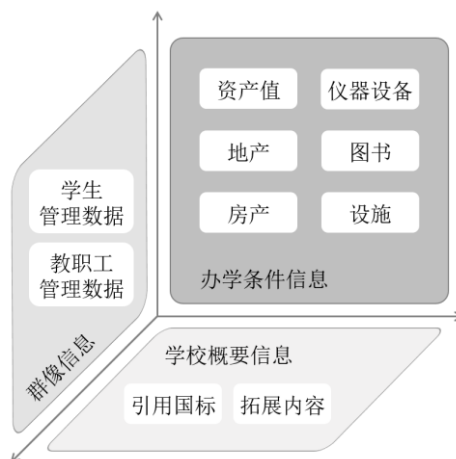 资产值
仪器设备
地产
图书
房产
设施
办学条件信息
学生
管理数据
教职工
管理数据
群像信息
学校概要信息
引用国标
拓展内容